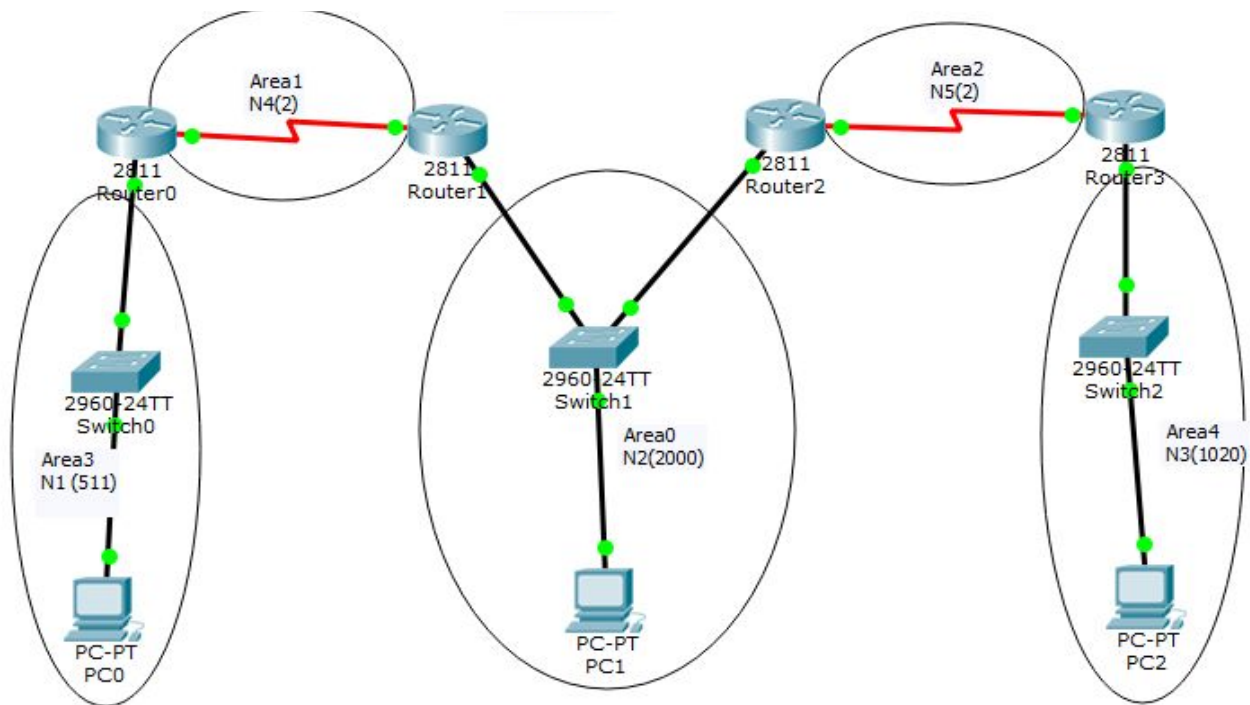 Area1
N4(2)
Area2
N5(2)
2811
Router0
2811
Router1
2811
Router2
2811
Router3
2960-24TT
Switch0
2960-24TT
Switch1
2960-24TT
Switch2
Area3
N1 (511)
Area0
N2(2000)
Area4
N3(1020)
PC-PT
PC0
PC-PT
PC1
PC-PT
PC2